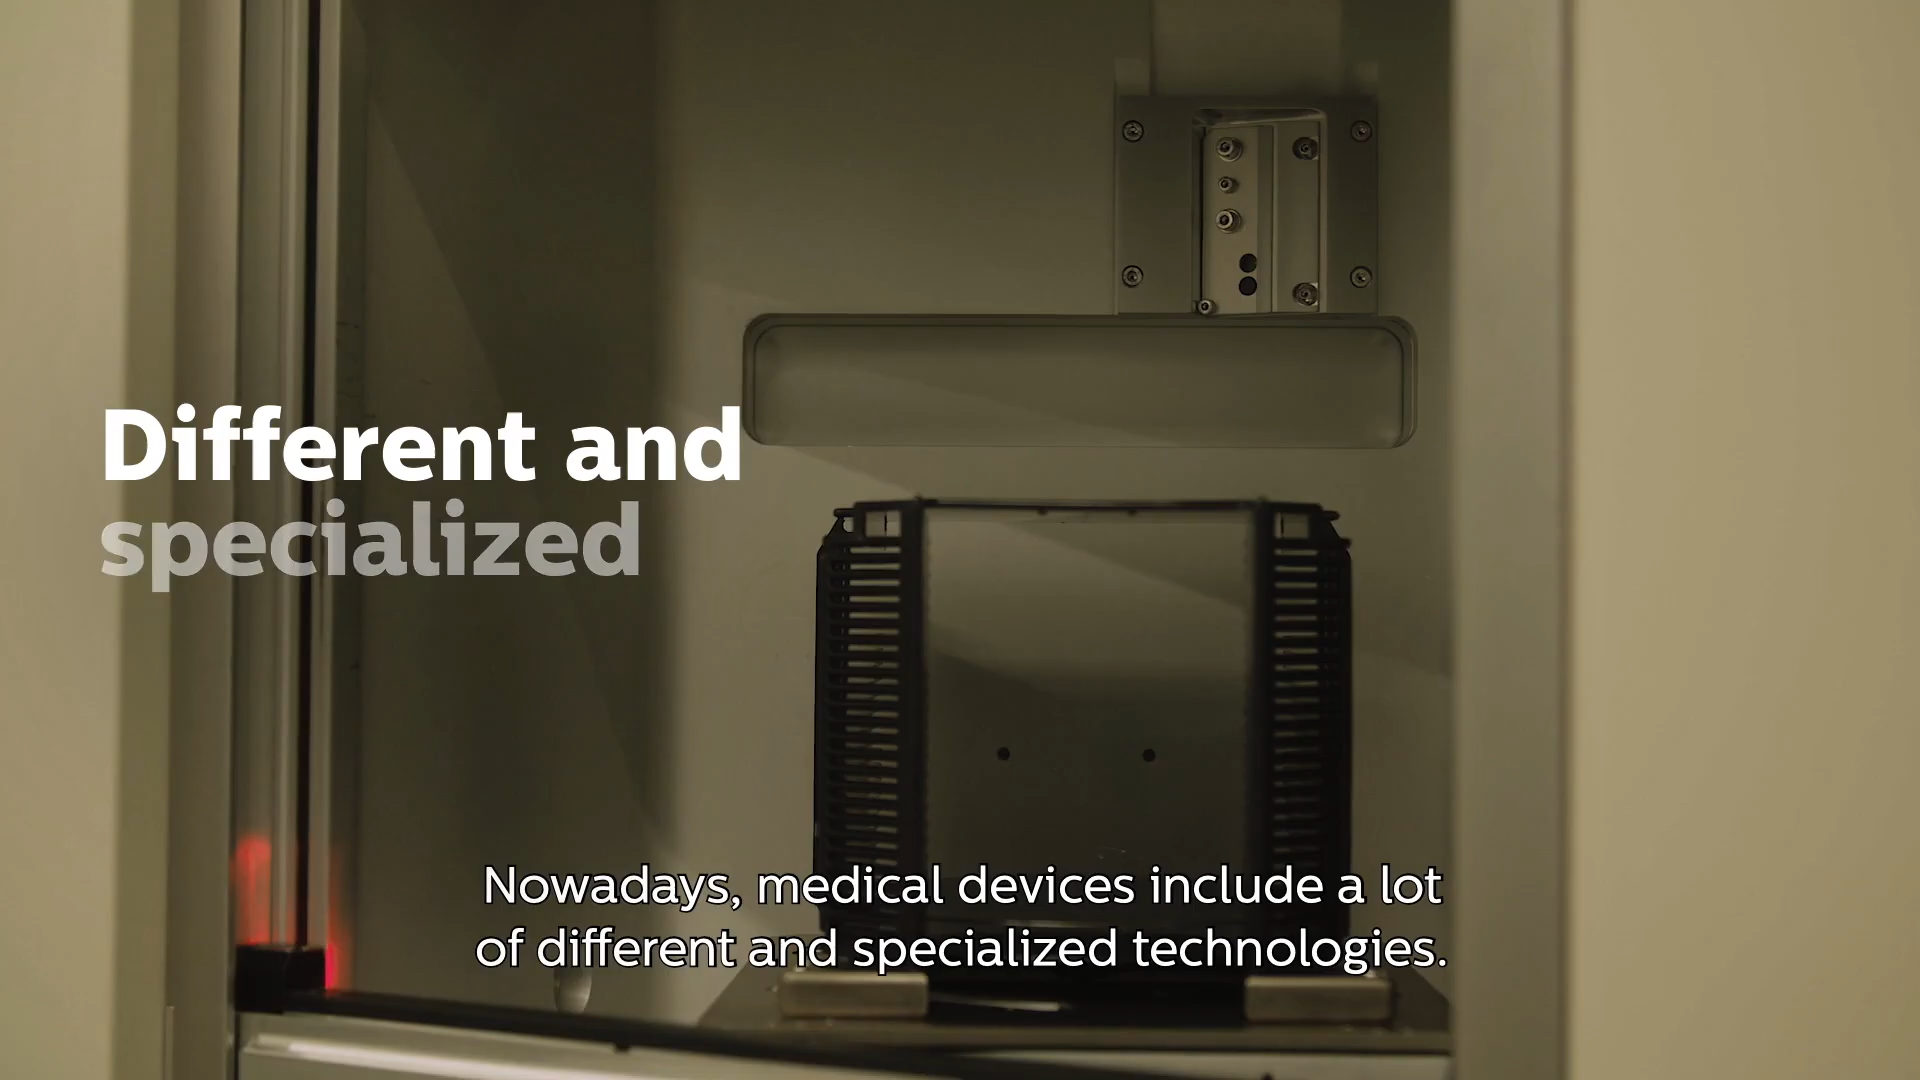 Different and
specialized
Nowadays, medical devices include a lot
of different and specialized technologies.